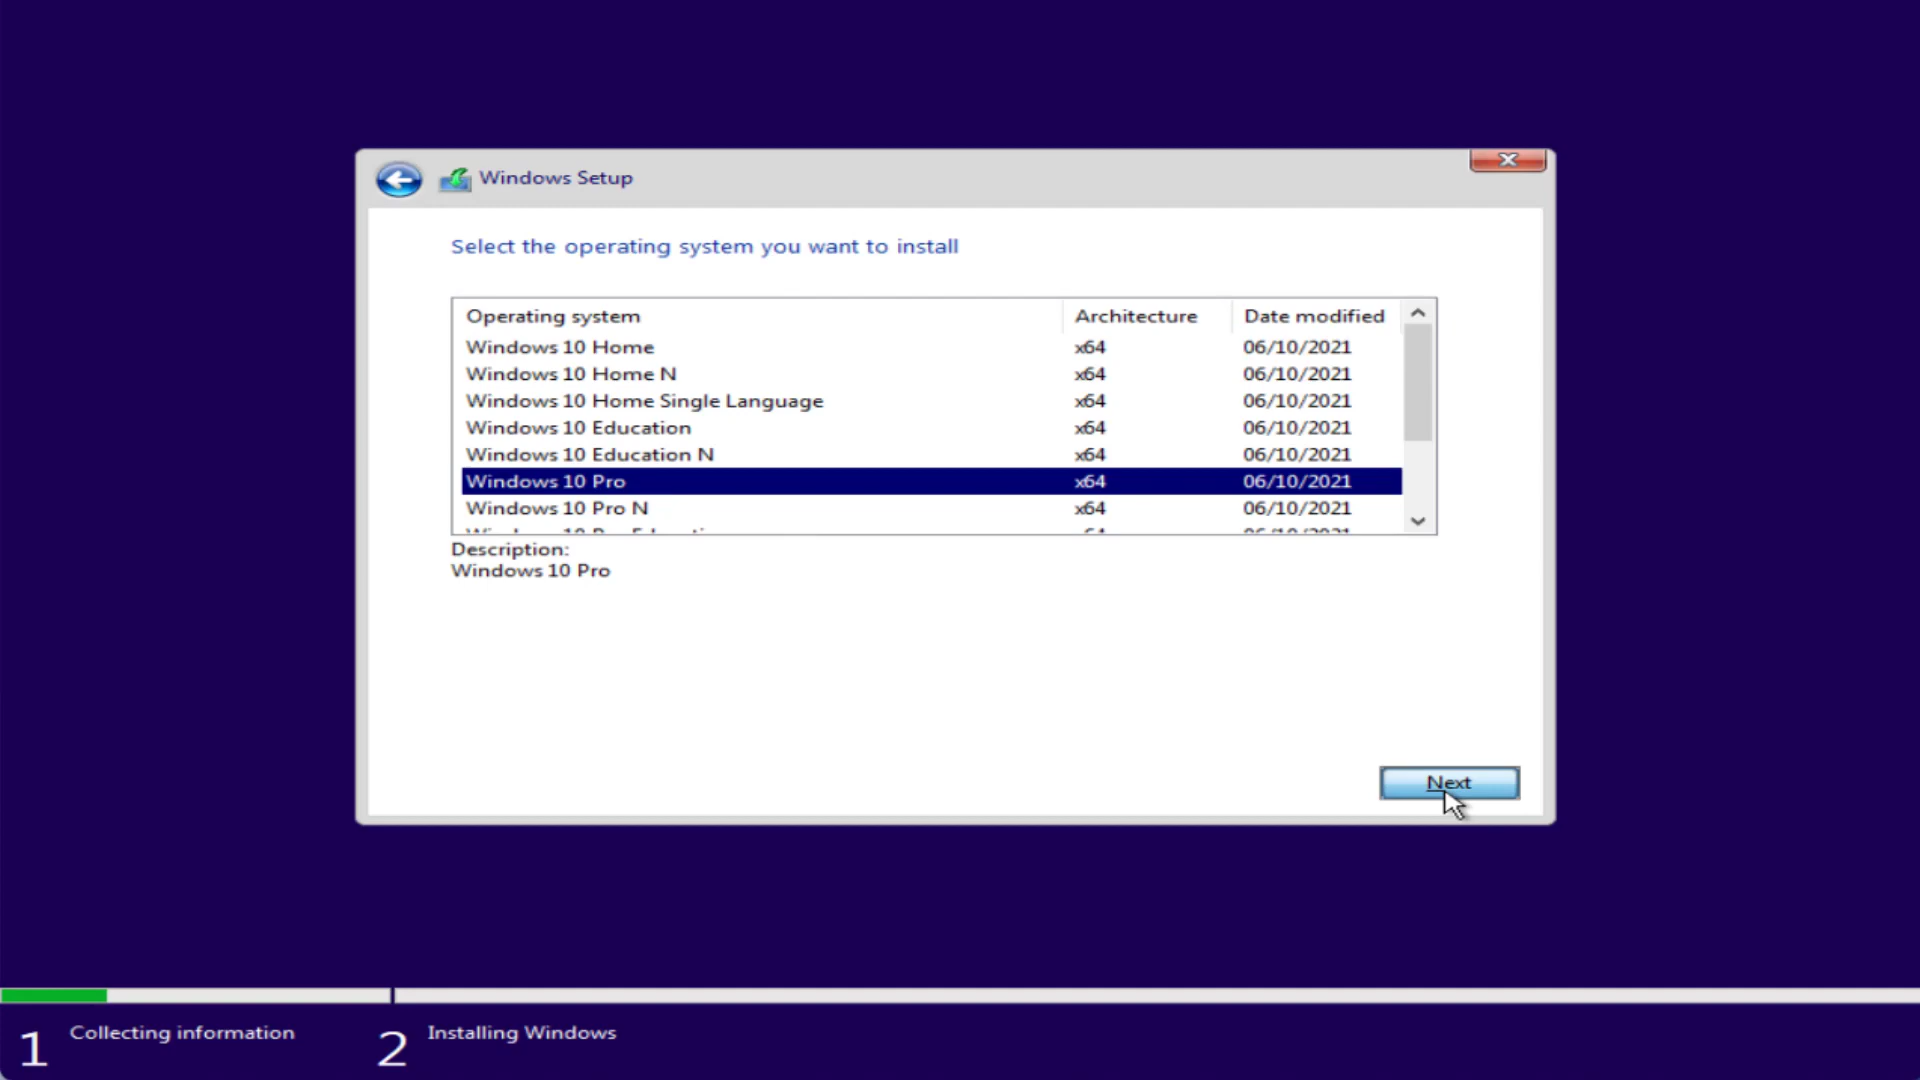 Windows Setup
Select the operating system you want to install
Operating system Architecture Date modified
Windows 10 Home x64 06/10/2021
Windows 10 Home N x64 06/10/2021
Windows 10 Home Single Language x64 06/10/2021
Windows 10 Education x64 06/10/2021
Windows 10 Education N x64 06/10/2021
Windows 10 Pro x64 06/10/2021
Windows 10 Pro N x64 06/10/2021
Description:
Windows 10 Pro
Next
1 Collecting information 2 Installing Windows